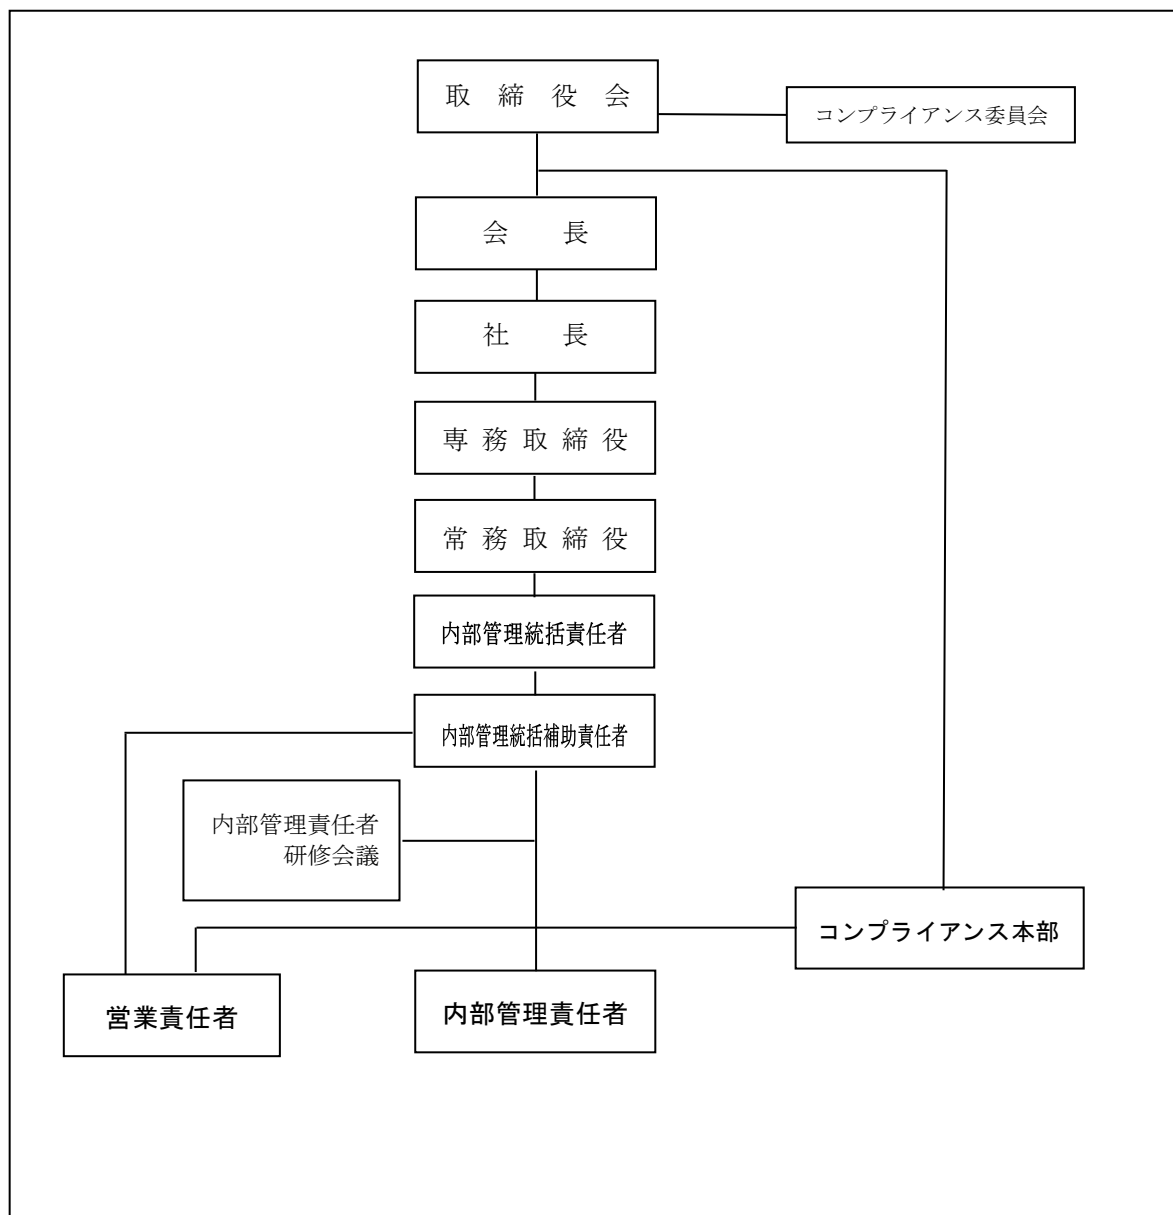 取締役会
コンプライアンス委員会
会長
社長
専務取締役
常務取締役
内部管理統括責任者
内部管理統括補助責任者
内部管理責任者
研修会議
コンプライアンス本部
営業責任者
内部管理責任者